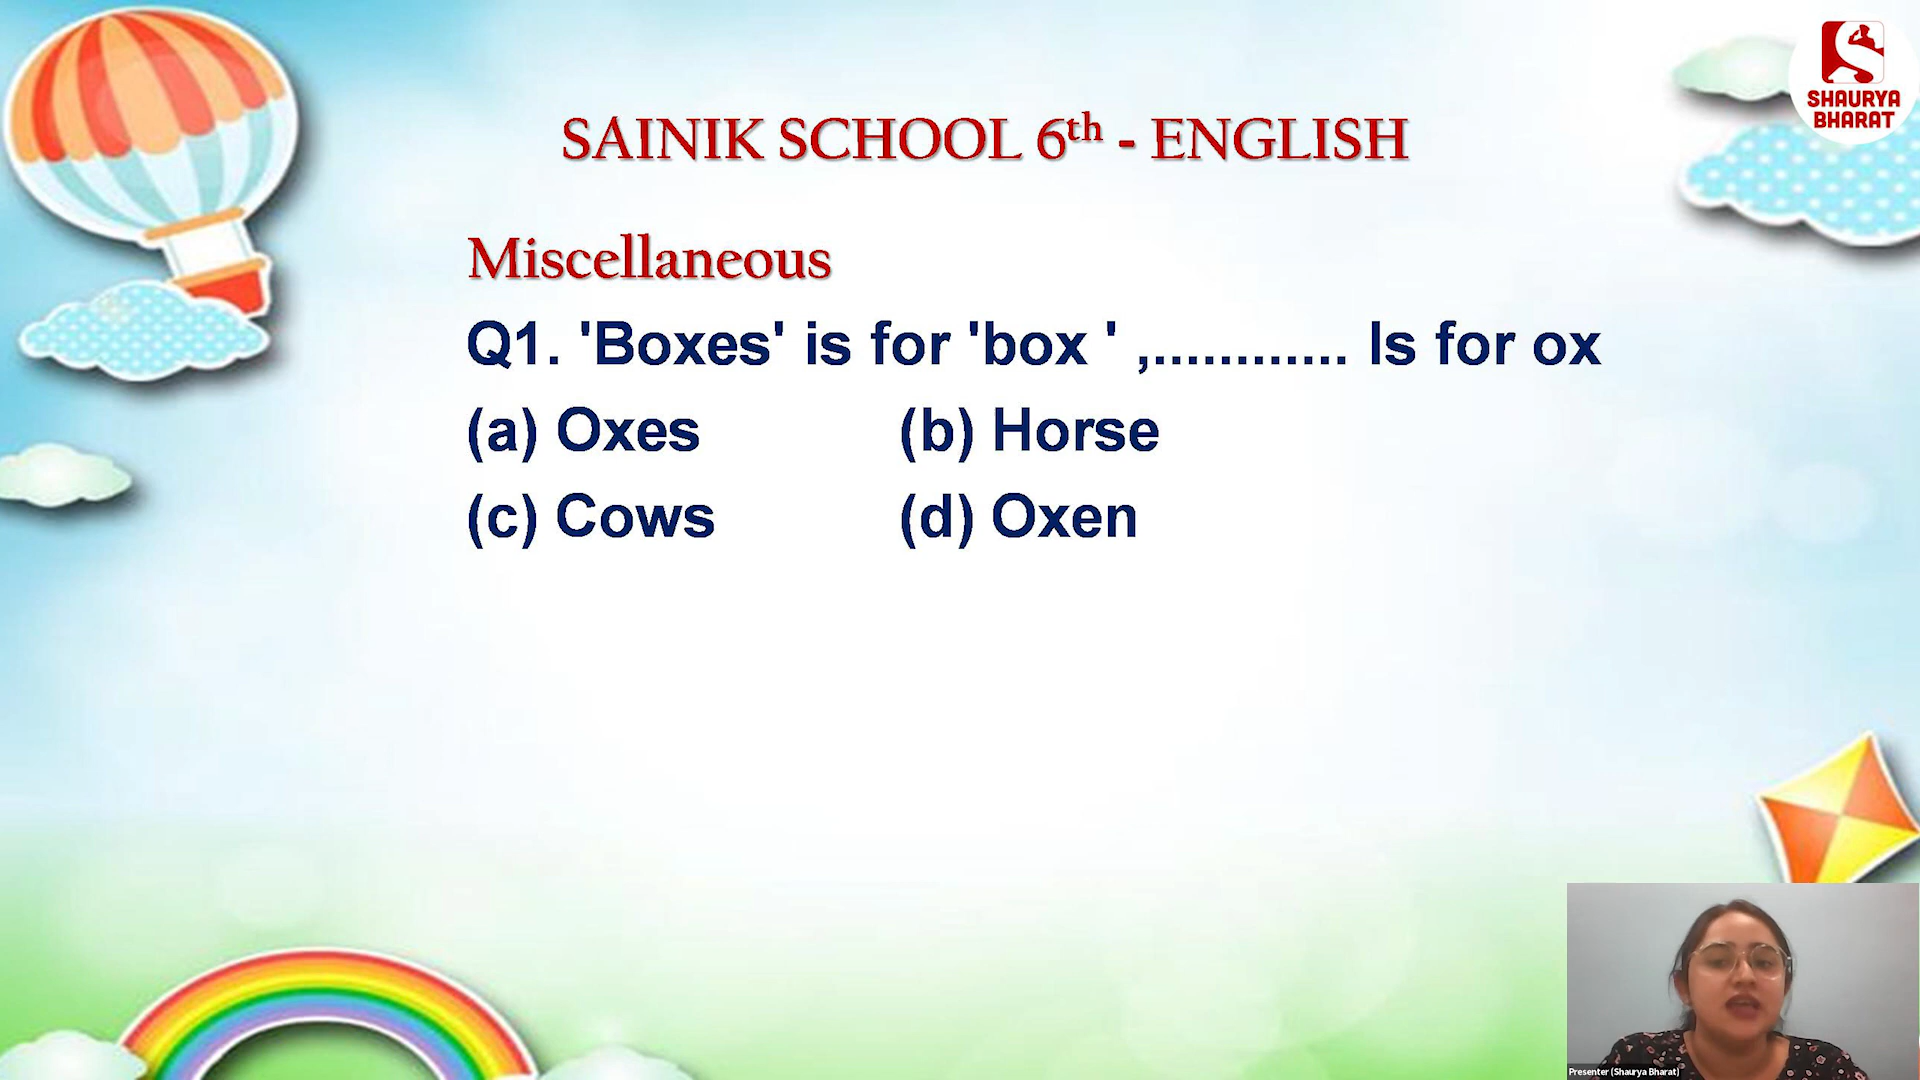 SHAURYA
BHARAT
SAINIK SCHOOL 6th - ENGLISH
Miscellaneous
Q1. 'Boxes' is for 'box ' ,............ Is for ox
(a) Oxes (b) Horse
(c) Cows (d) Oxen
Presenter (Shaurya Bharat)